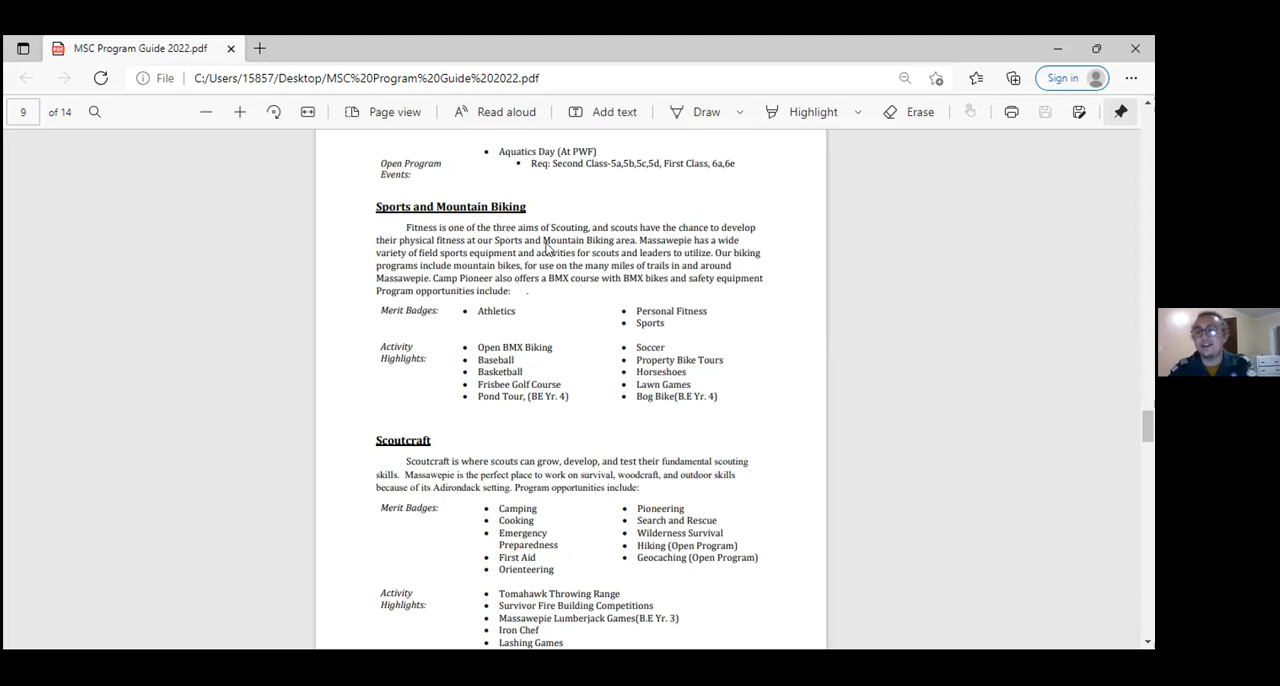 MSC Program Guide 2022.pdf
File C:/Users/15857/Desktop/MSC%20Program%20Guide%202022.pdf Sign in
9 of 14 Page view Read aloud Add text Draw Highlight Erase
• Aquatics Day (At PWF)
Open Program • Req: Second Class-5a,5b,5c,5d, First Class, 6a,6e
Events:
Sports and Mountain Biking
Fitness is one of the three aims of Scouting, and scouts have the chance to develop
their physical fitness at our Sports and Mountain Biking area. Massawepie has a wide
variety of field sports equipment and activities for scouts and leaders to utilize. Our biking
programs include mountain bikes, for use on the many miles of trails in and around
Massawepie. Camp Pioneer also offers a BMX course with BMX bikes and safety equipment
Program opportunities include: .
Merit Badges: • Athletics • Personal Fitness
• Sports
Activity • Open BMX Biking • Soccer
Highlights: • Baseball • Property Bike Tours
• Basketball • Horseshoes
• Frisbee Golf Course • Lawn Games
• Pond Tour, (BE Yr. 4) • Bog Bike(B.E Yr. 4)
Scoutcraft
Scoutcraft is where scouts can grow, develop, and test their fundamental scouting
skills. Massawepie is the perfect place to work on survival, woodcraft, and outdoor skills
because of its Adirondack setting. Program opportunities include:
Merit Badges: • Camping • Pioneering
• Cooking • Search and Rescue
• Emergency • Wilderness Survival
Preparedness • Hiking (Open Program)
• First Aid • Geocaching (Open Program)
• Orienteering
Activity • Tomahawk Throwing Range
Highlights: • Survivor Fire Building Competitions
• Massawepie Lumberjack Games(B.E Yr. 3)
• Iron Chef
• Lashing Games